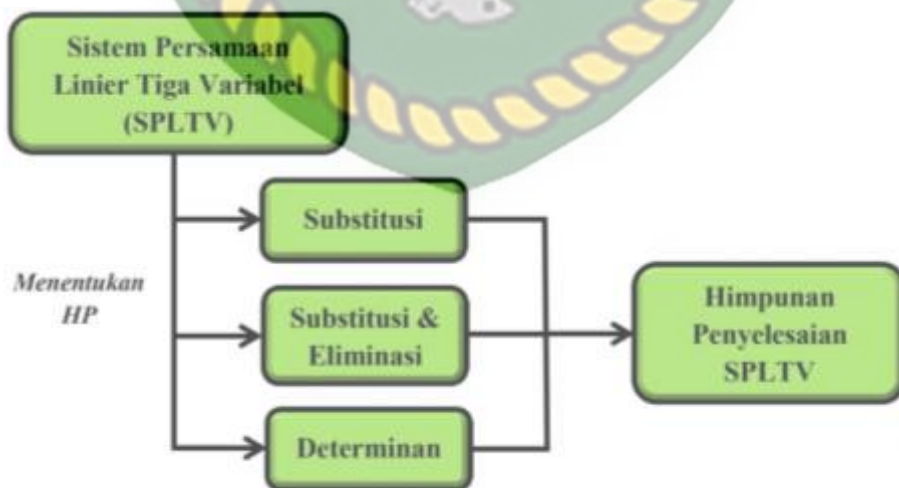 Sistem Persamaan
Linier Tiga Variabel
(SPLTV)
Menentukan
HP
Substitusi
Substitusi &
Eliminasi
Determinan
Himpunan
Penyelesaian
SPLTV